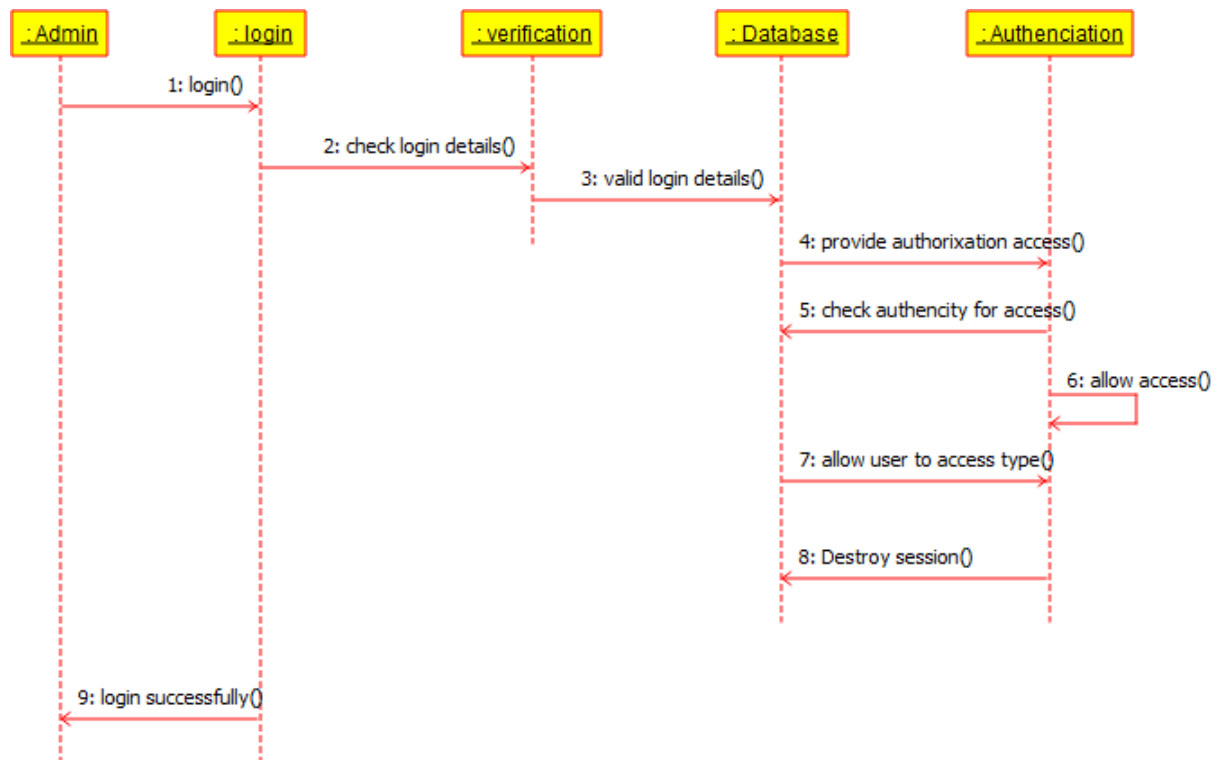 : Admin
: login
: verification
: Database
: Authenciation
1: login()
2: check login details()
3: valid login details()
4: provide authorixation access()
5: check authencity for access()
6: allow access()
7: allow user to access type()
8: Destroy session()
9: login successfully()